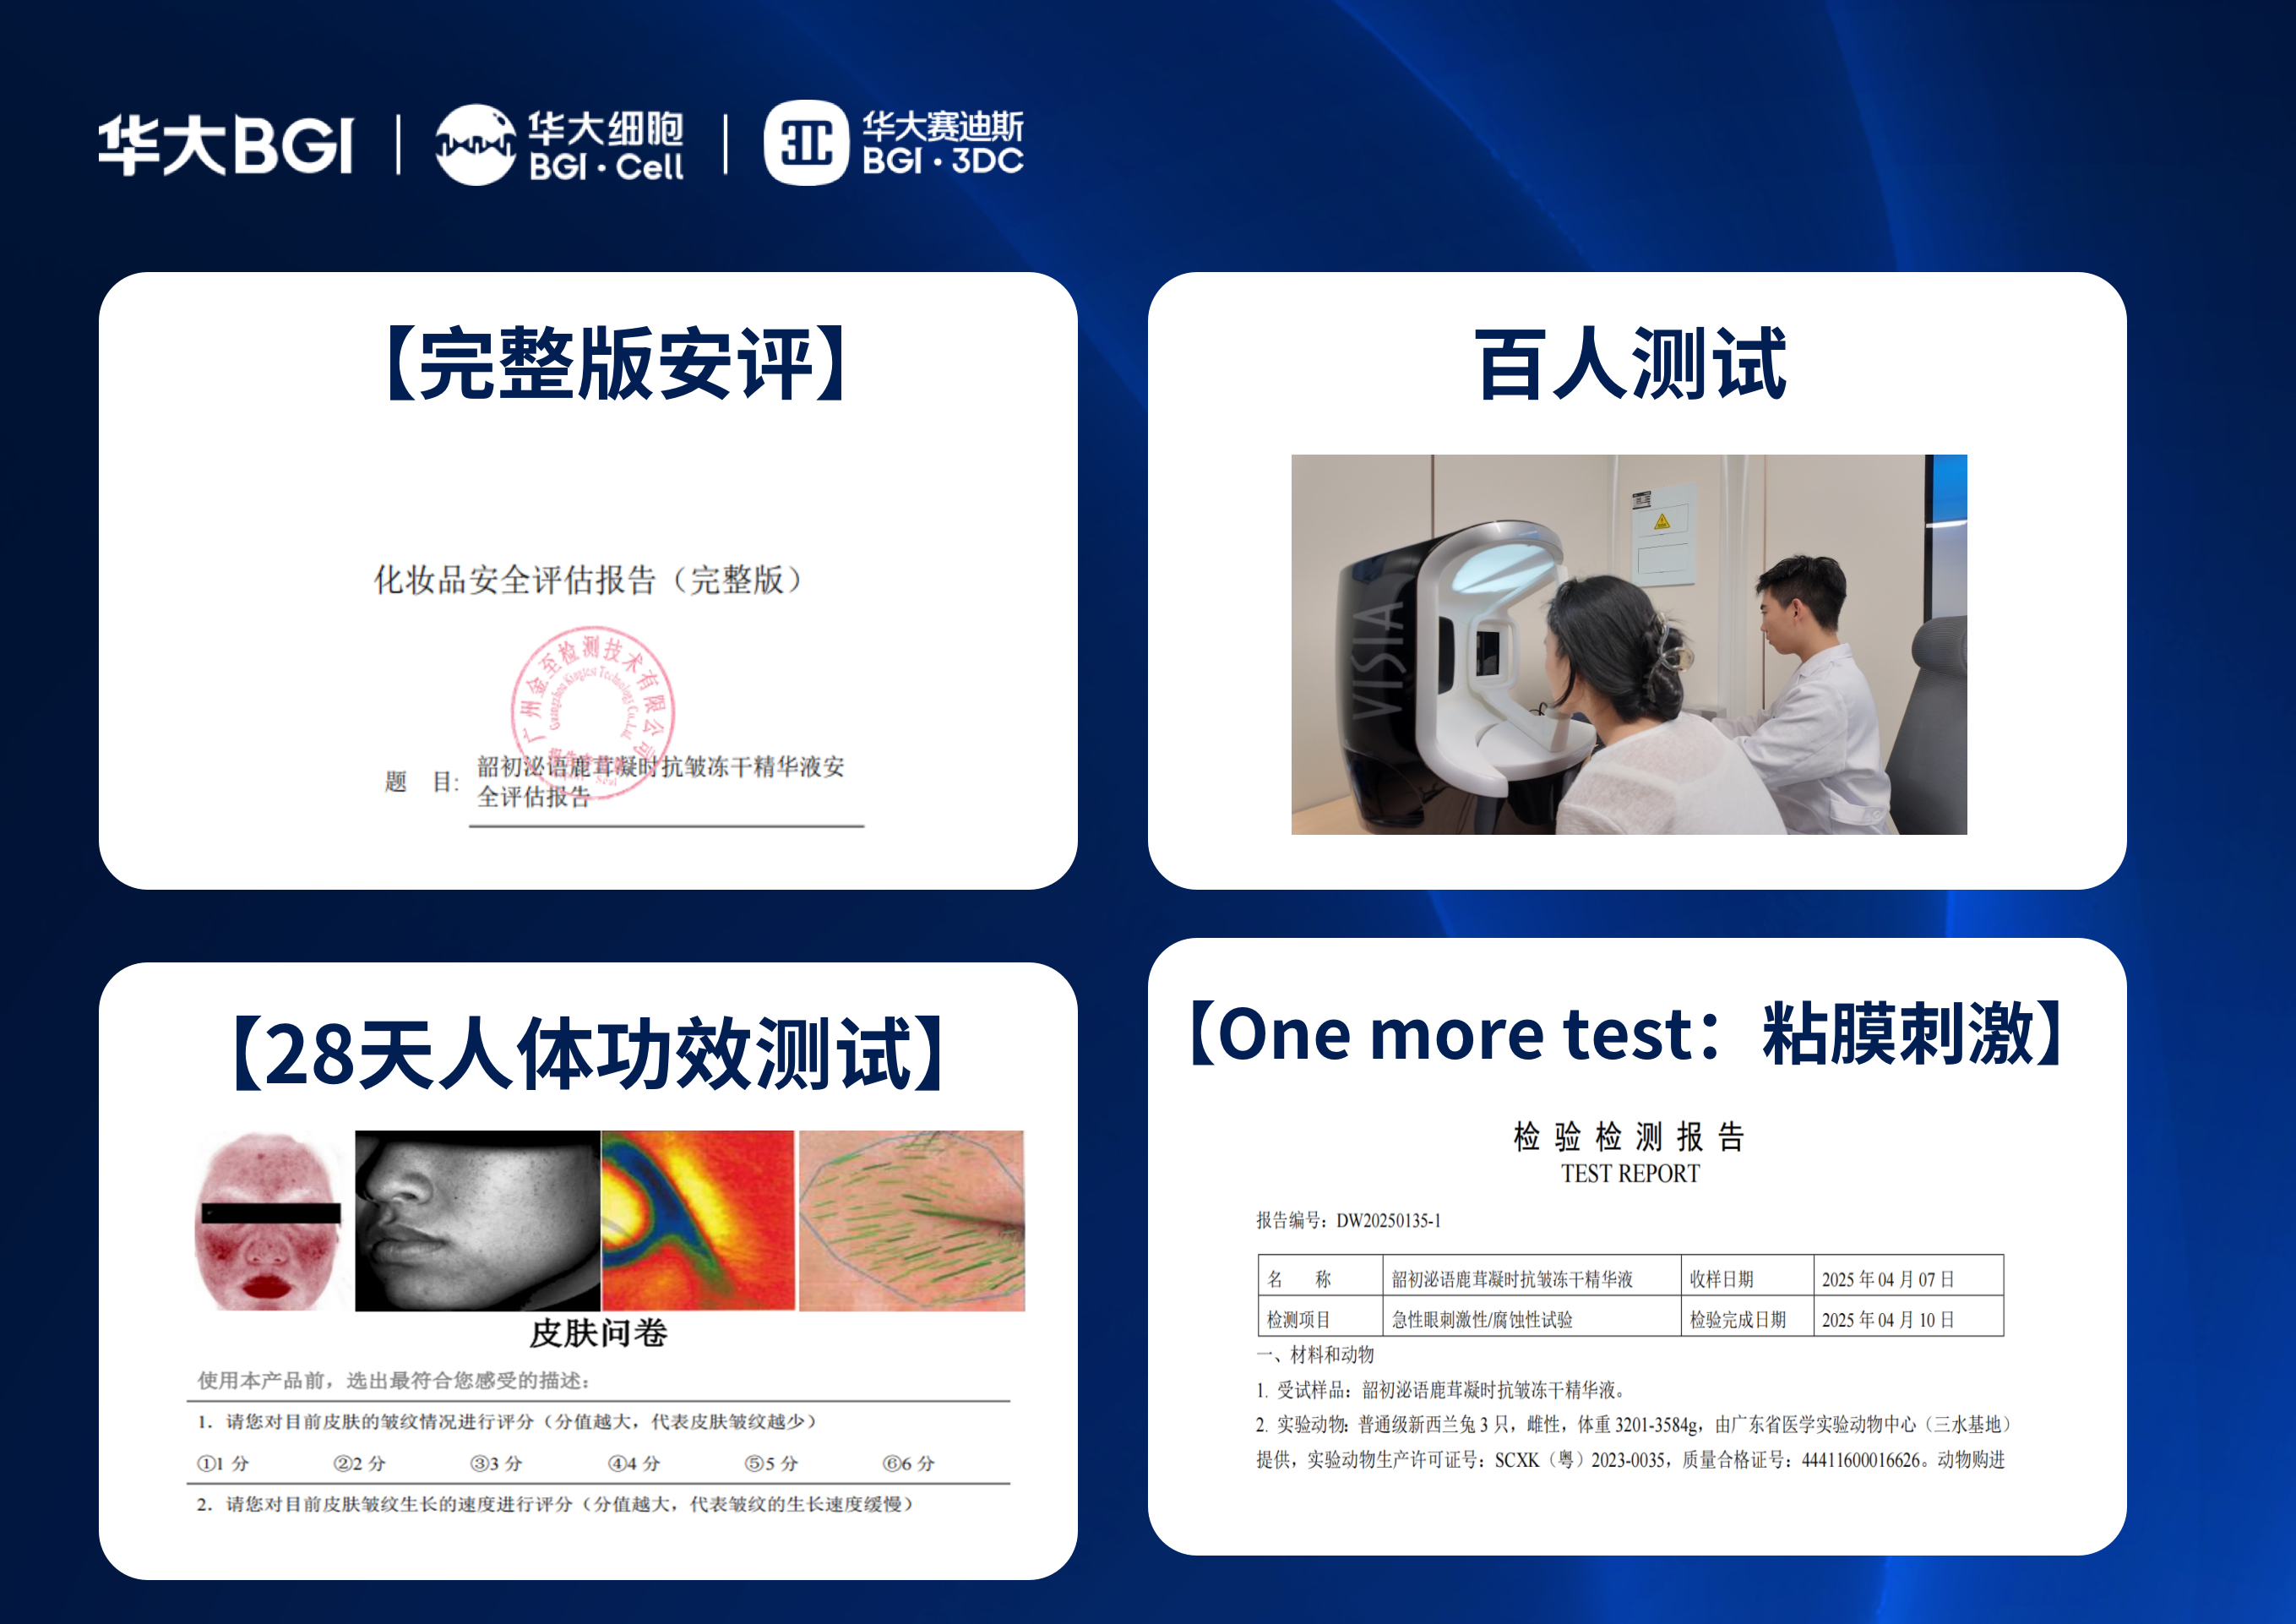 华大BGI
华大细胞
BGI·Cell
华大赛迪斯
BGI·3DC
【完整版安评】
化妆品安全评估报告（完整版）
广州金至检测技术有限公司
Guangzhou Kingtest Technology Co.,Ltd
题 目：
韶初泌语鹿茸凝时抗皱冻干精华液安
全评估报告
百人测试
VISIA
【28天人体功效测试】
皮肤问卷
使用本产品前，选出最符合您感受的描述：
1. 请您对目前皮肤的皱纹情况进行评分（分值越大，代表皮肤皱纹越少）
①1 分 ②2 分 ③3 分 ④4 分 ⑤5 分 ⑥6 分
2. 请您对目前皮肤皱纹生长的速度进行评分（分值越大，代表皱纹的生长速度缓慢）
【One more test：粘膜刺激】
检 验 检 测 报 告
TEST REPORT
报告编号：DW20250135-1
名 称 韶初泌语鹿茸凝时抗皱冻干精华液 收样日期 2025 年 04 月 07 日
检测项目 急性眼刺激性/腐蚀性试验 检验完成日期 2025 年 04 月 10 日
一、材料和动物
1. 受试样品：韶初泌语鹿茸凝时抗皱冻干精华液。
2. 实验动物：普通级新西兰兔 3 只，雌性，体重 3201-3584g，由广东省医学实验动物中心（三水基地）
提供，实验动物生产许可证号：SCXK（粤）2023-0035，质量合格证号：44411600016626。动物购进